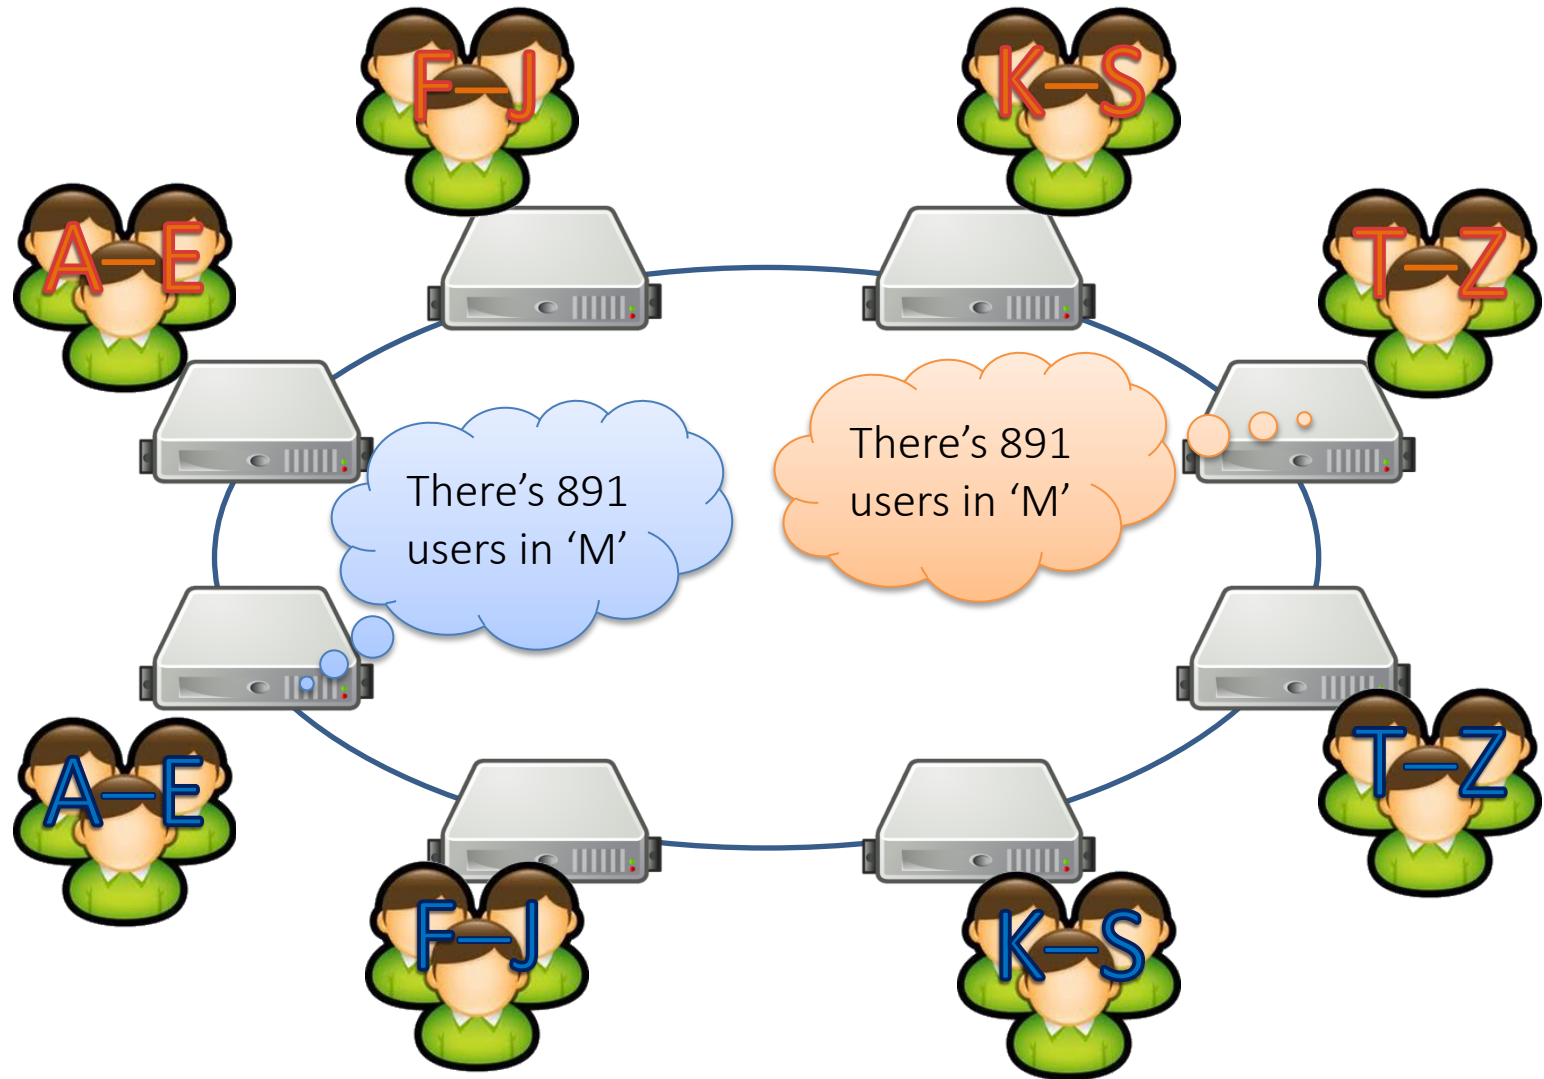 F–J
K–S
A–E
T–Z
There’s 891
users in ‘M’
There’s 891
users in ‘M’
A–E
T–Z
F–J
K–S